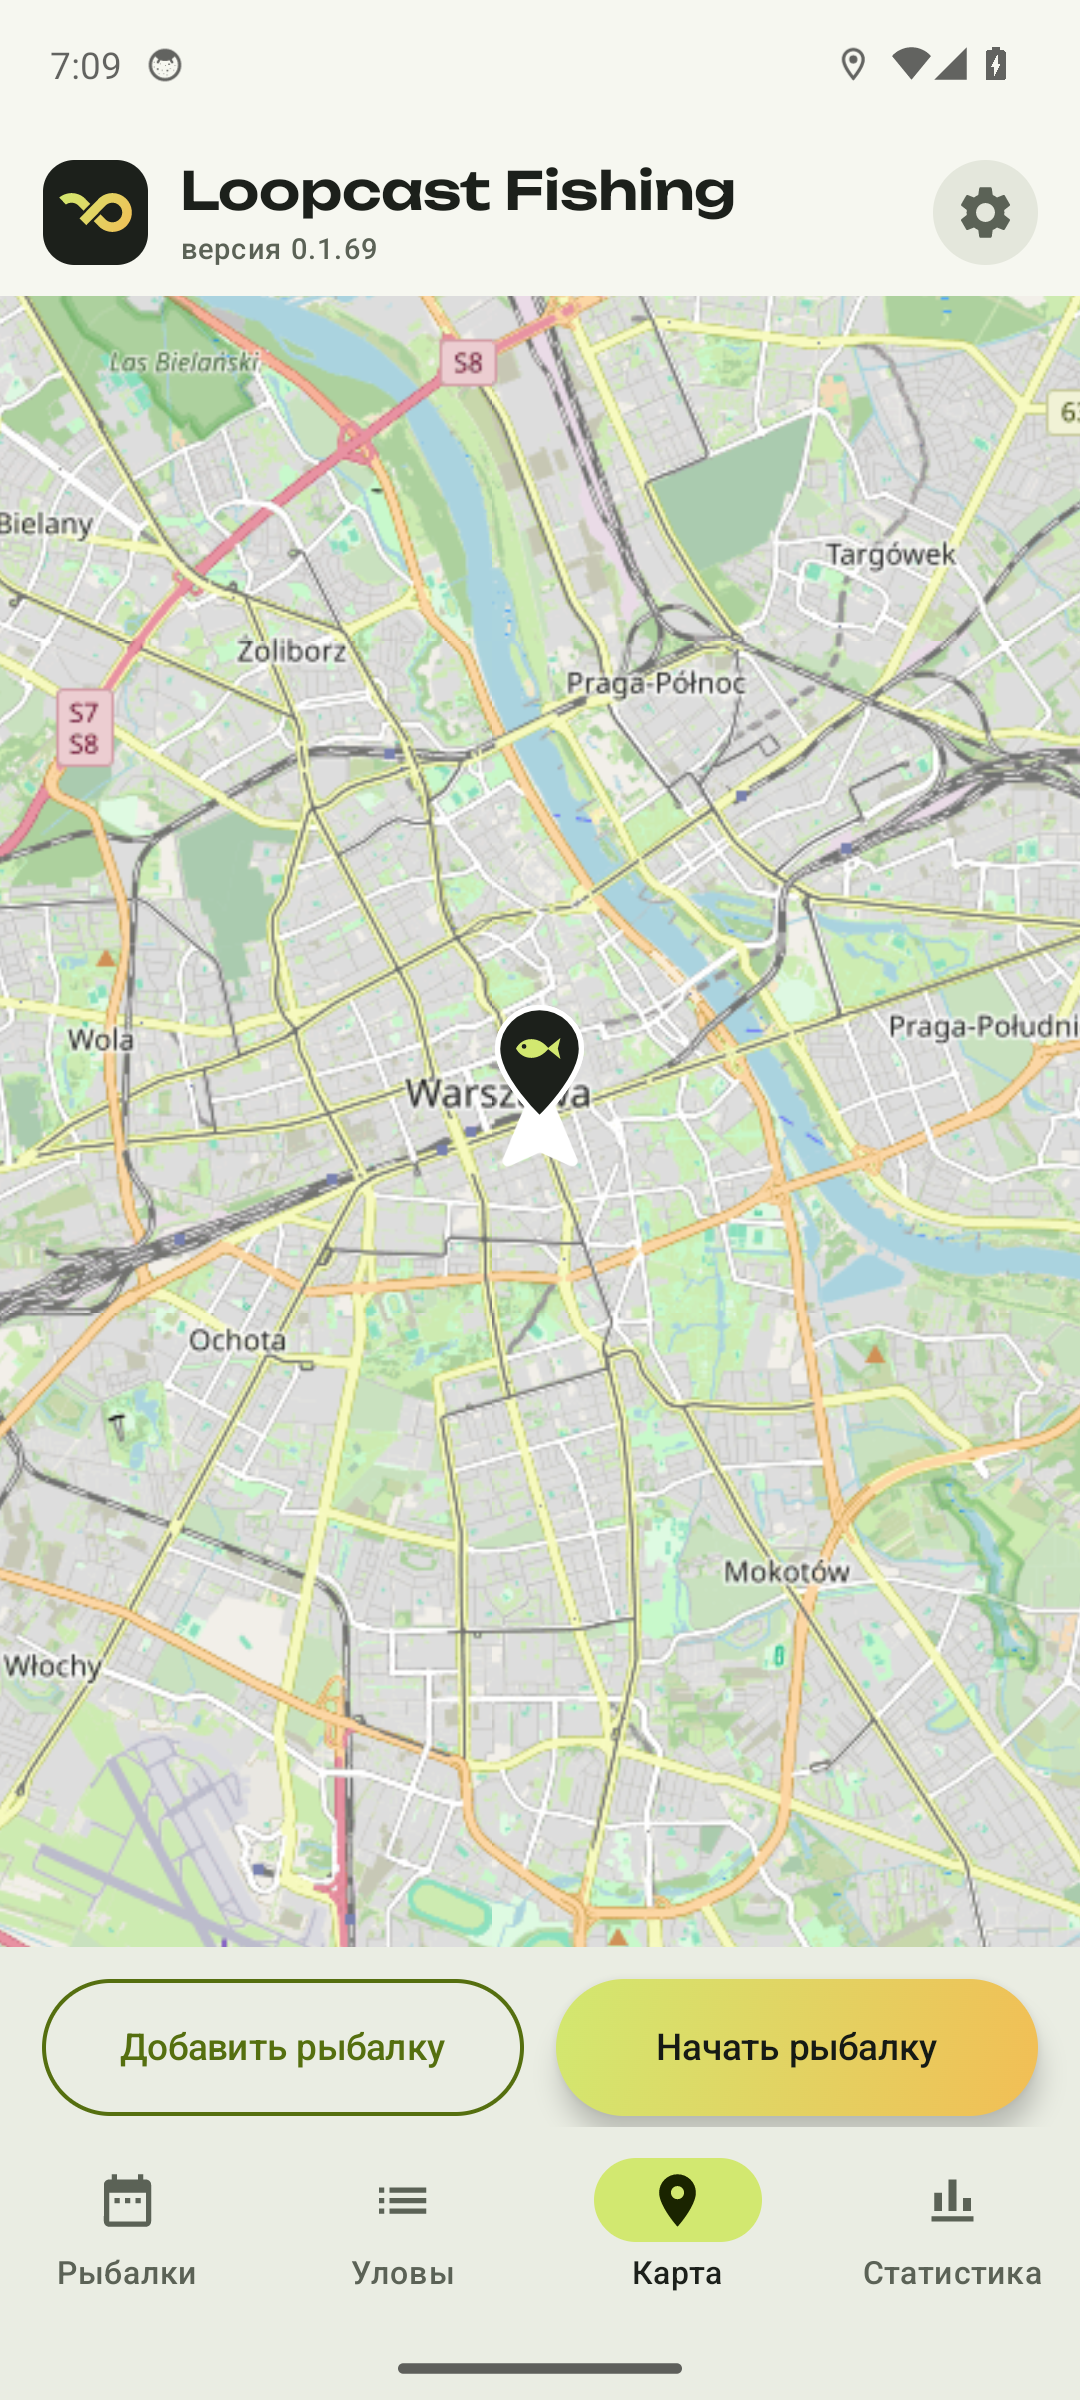 7:09
Loopcast Fishing
версия 0.1.69
Las Bielański
S8
Bielany
Targówek
Żoliborz
Praga-Północ
S7
S8
Wola
Praga-Południ
Ochota
Mokotów
Włochy
Добавить рыбалку
Начать рыбалку
Рыбалки
Уловы
Карта
Статистика